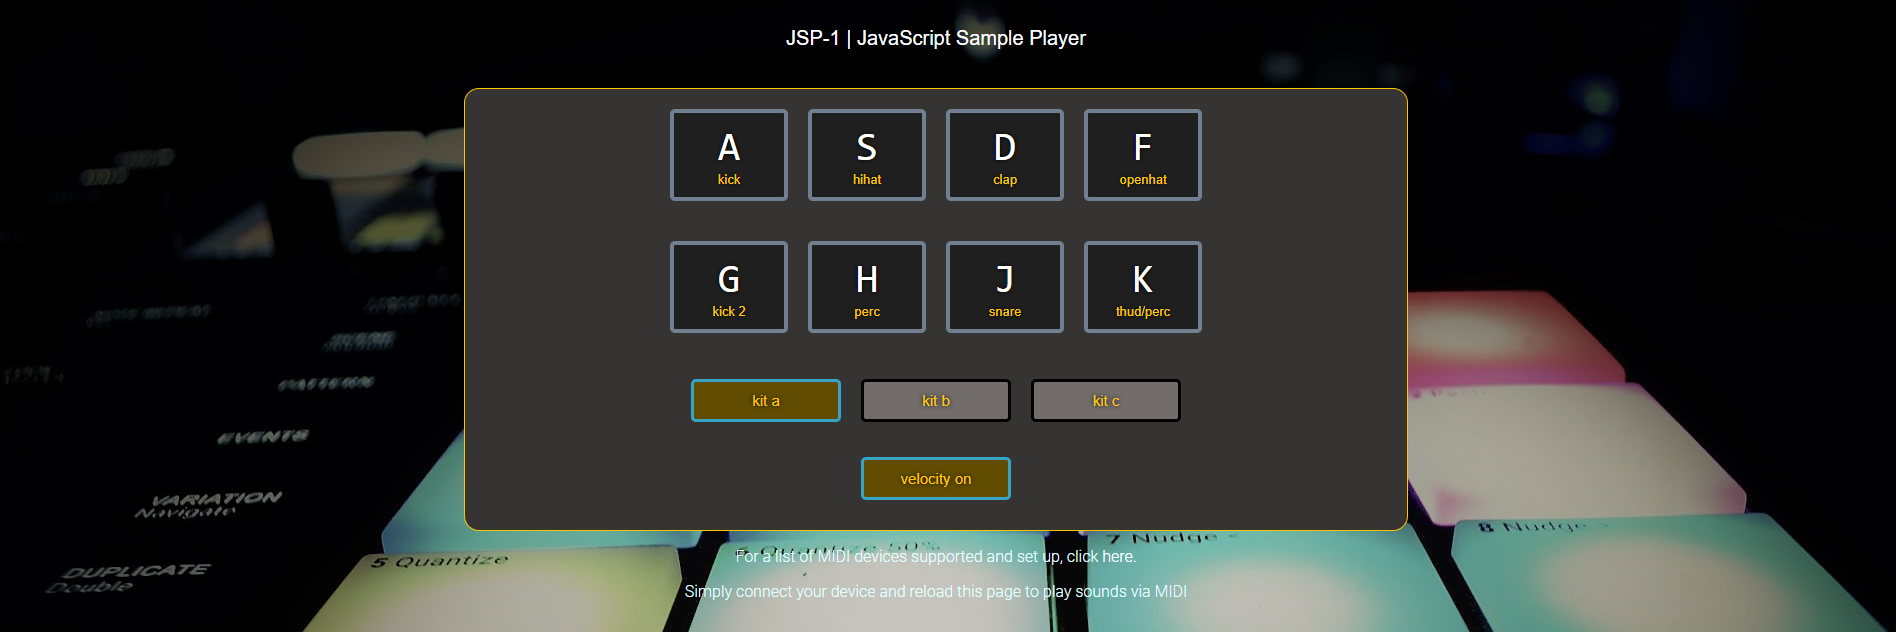 JSP-1 | JavaScript Sample Player
A S D F
kick hihat clap openhat
G H J K
kick 2 perc snare thud/perc
kit a kit b kit c
EVENTS
velocity on
VARIATION
Navigate
8 Nudge >
7 Nudge <
Quantize 50%
For a list of MIDI devices supported and set up, click here.
5 Quantize
DUPLICATE
Double
Simply connect your device and reload this page to play sounds via MIDI